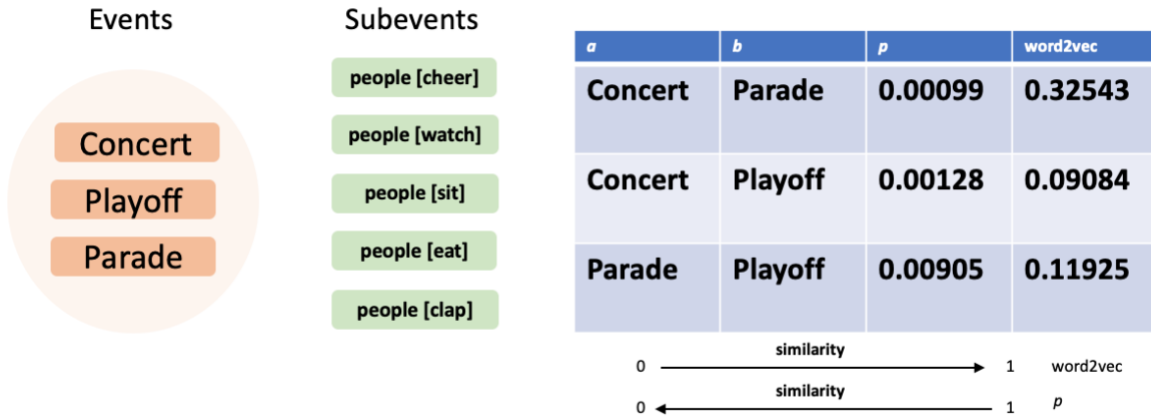 Events
Subevents
Concert
Playoff
Parade
people [cheer]
people [watch]
people [sit]
people [eat]
people [clap]
a b p word2vec
Concert Parade 0.00099 0.32543
Concert Playoff 0.00128 0.09084
Parade Playoff 0.00905 0.11925
similarity
0 1 word2vec
similarity
0 1 p